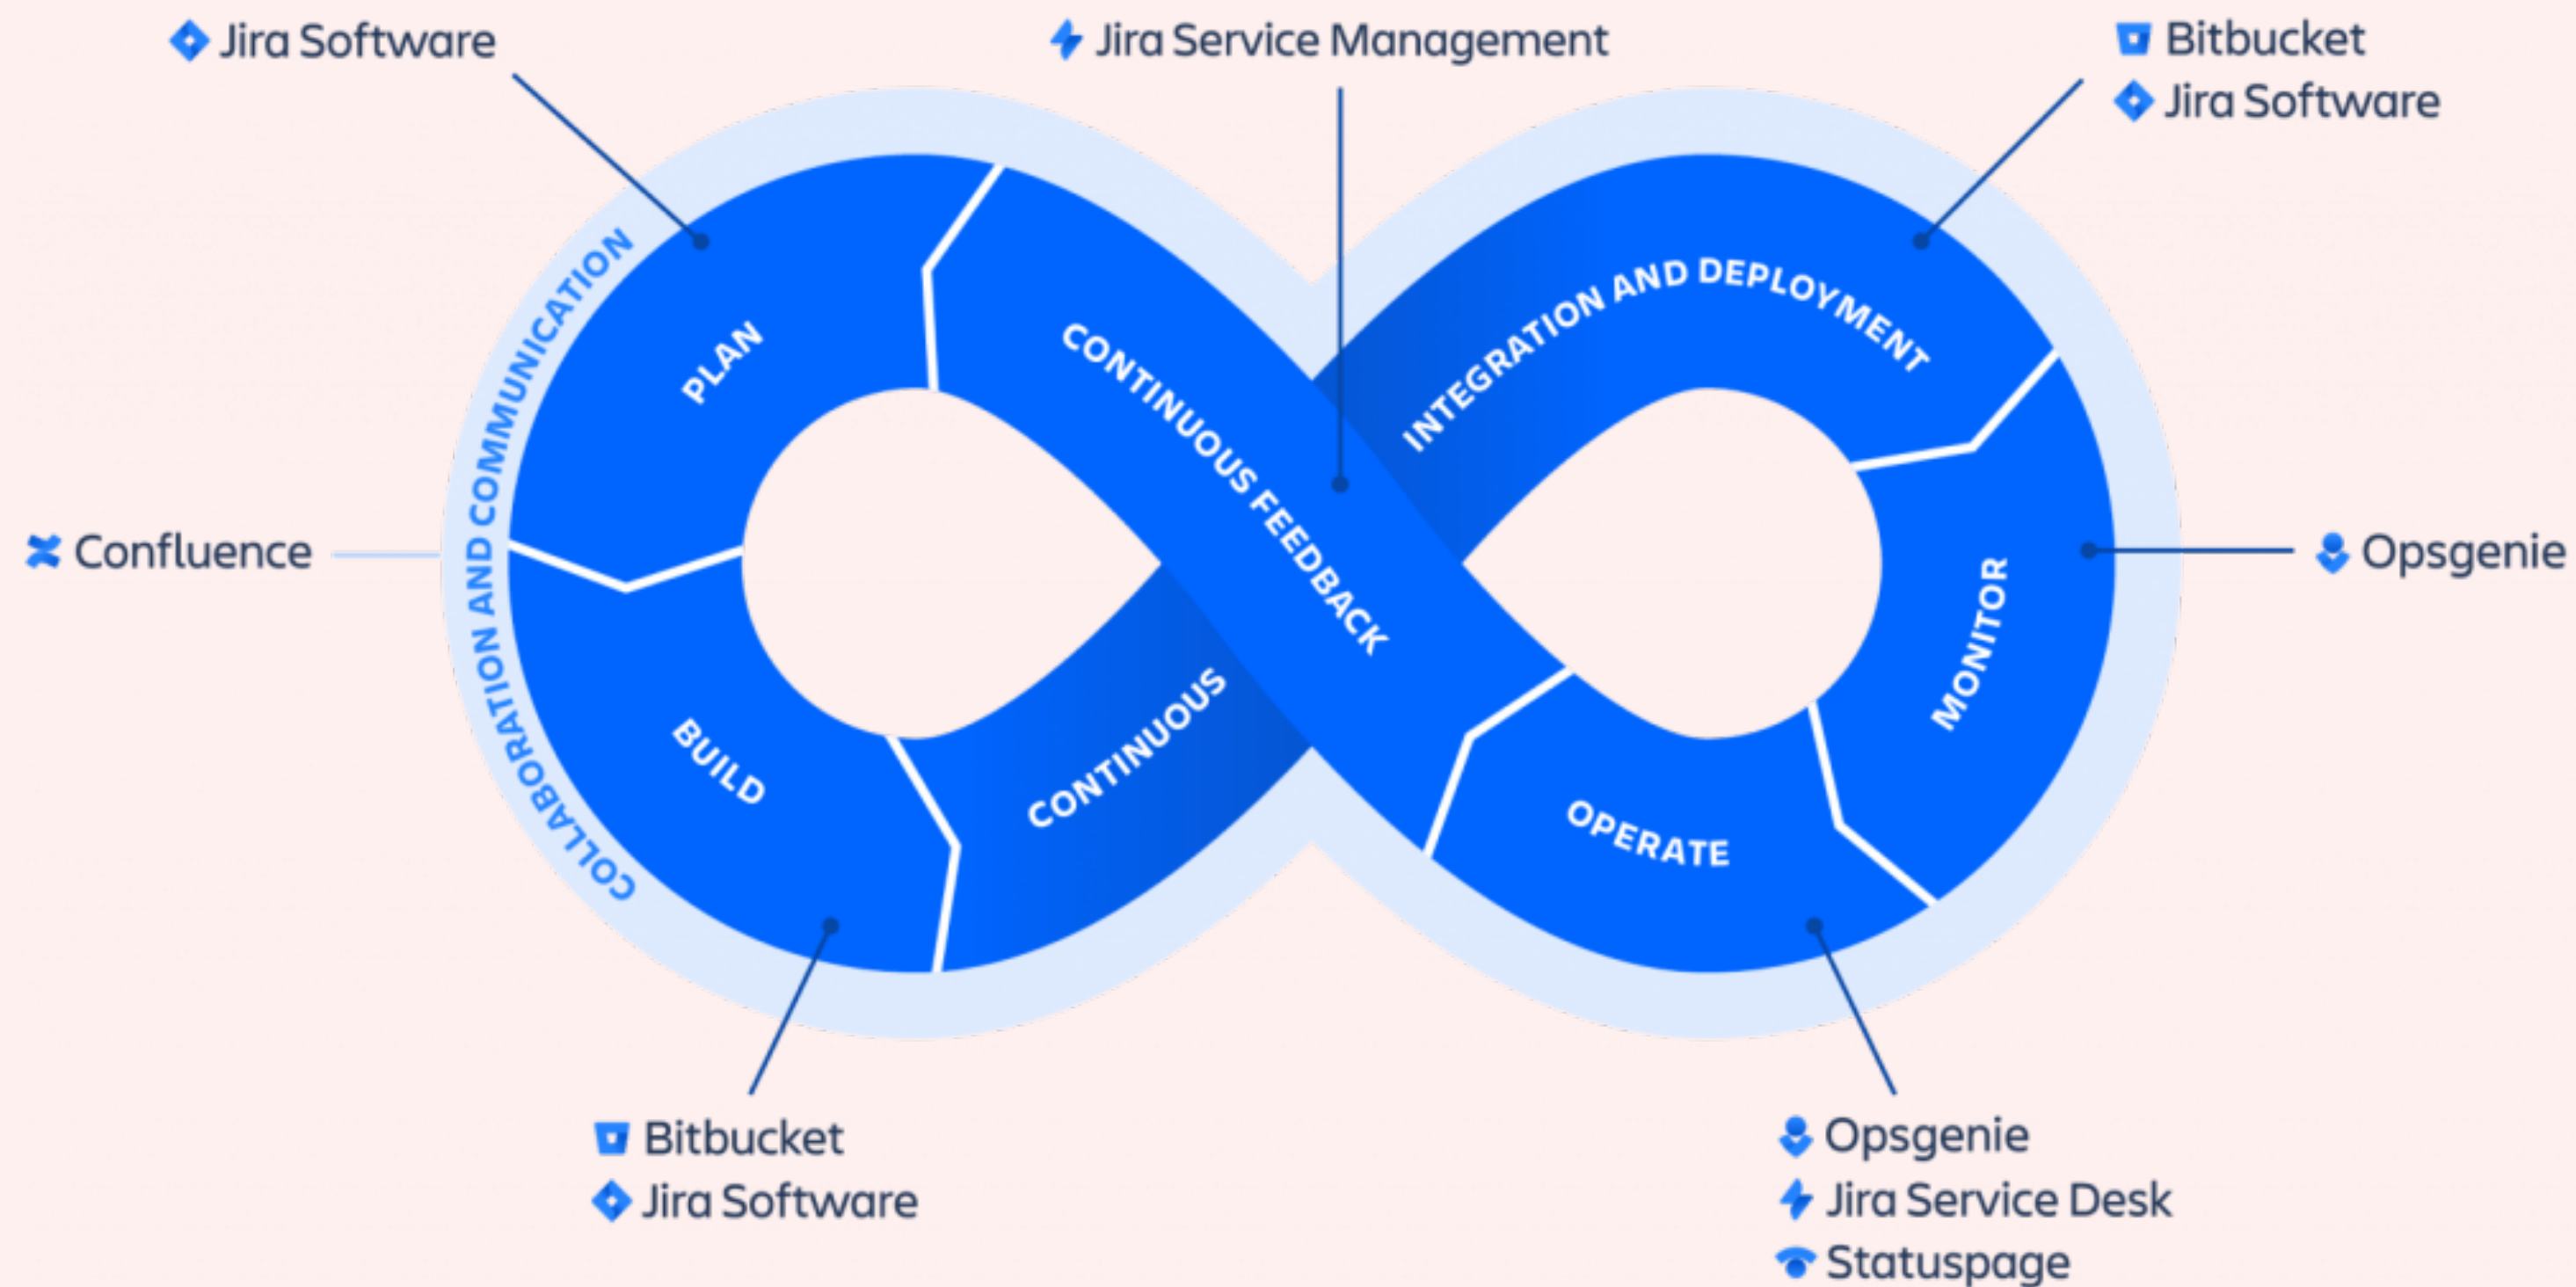 Jira Software
Jira Service Management
Bitbucket
Jira Software
COLLABORATION AND COMMUNICATION
PLAN
CONTINUOUS FEEDBACK
INTEGRATION AND DEPLOYMENT
Confluence
Opsgenie
MONITOR
BUILD
CONTINUOUS
OPERATE
Bitbucket
Jira Software
Opsgenie
Jira Service Desk
Statuspage